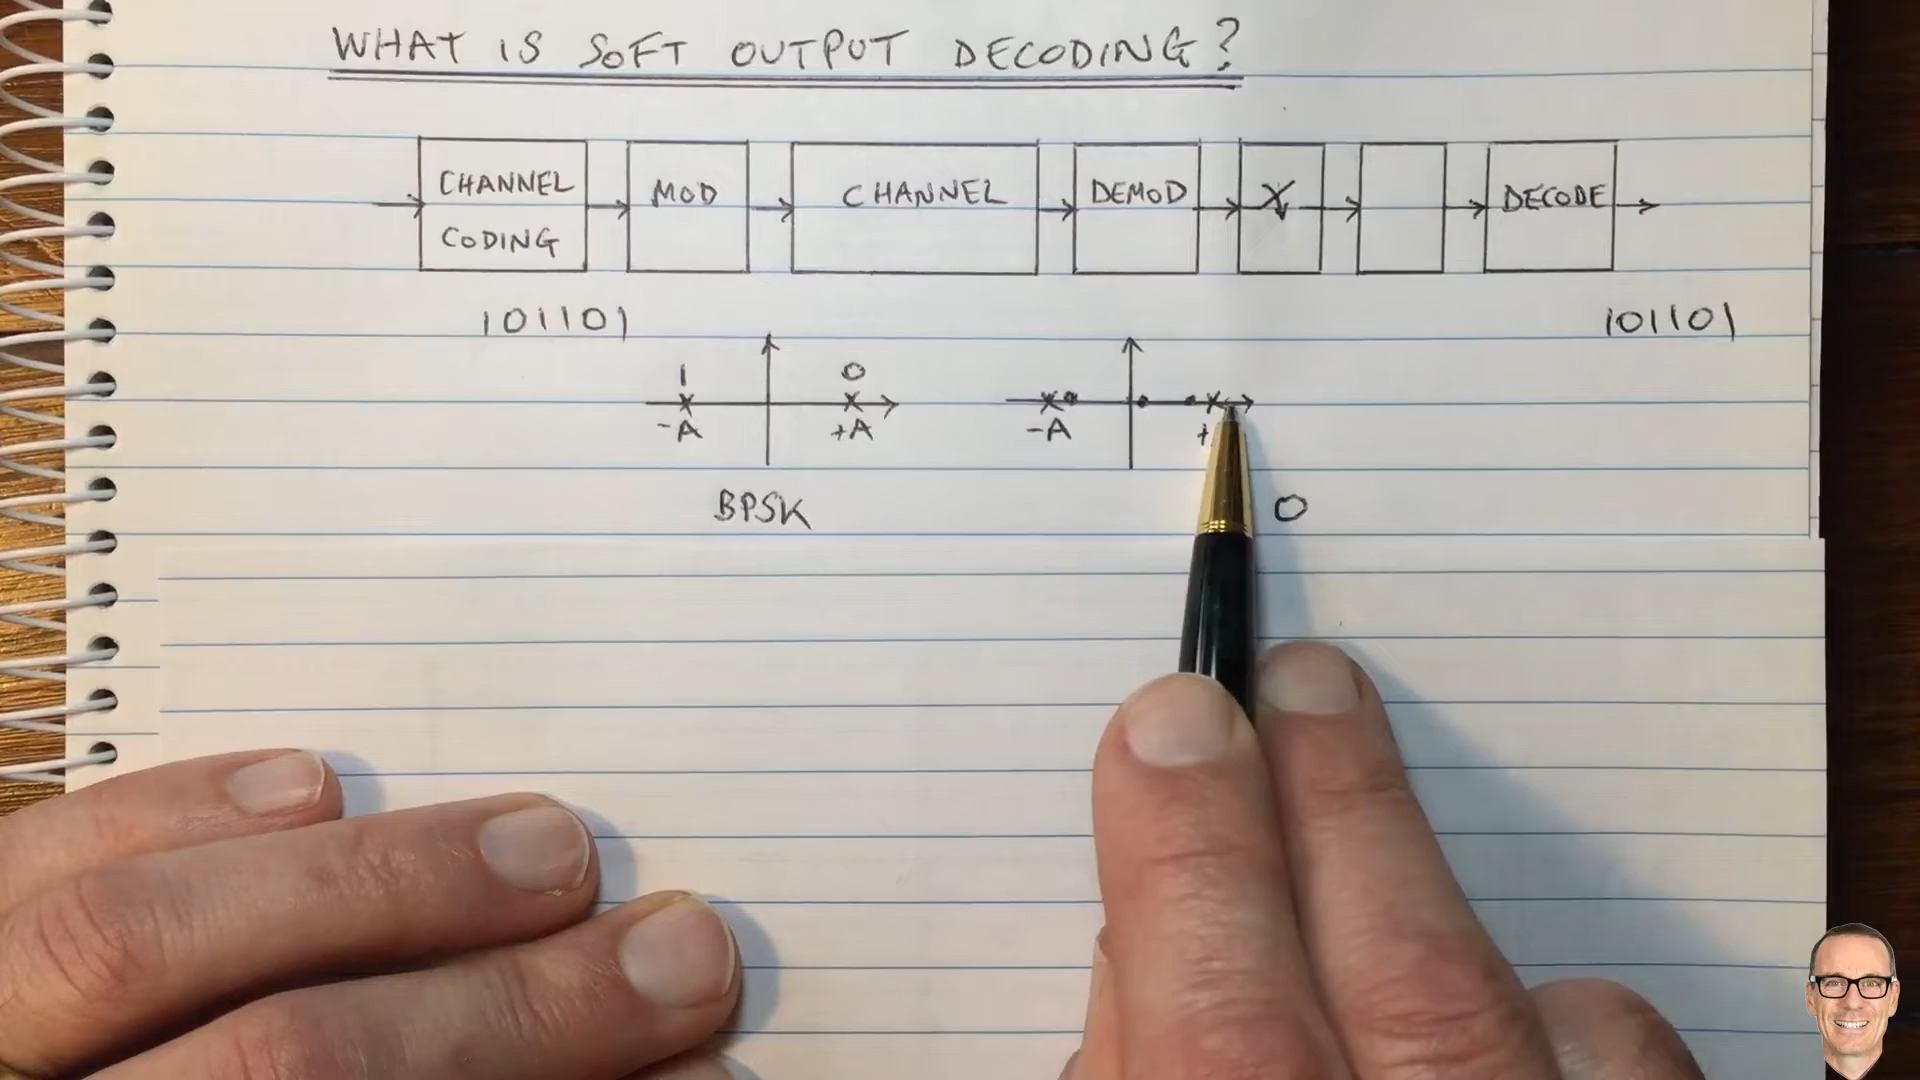 WHAT IS SOFT OUTPUT DECODING?
CHANNEL CODING
MOD
CHANNEL
DEMOD
X
DECODE
101101
101101
1
0
-A
+A
-A
+
BPSK
0